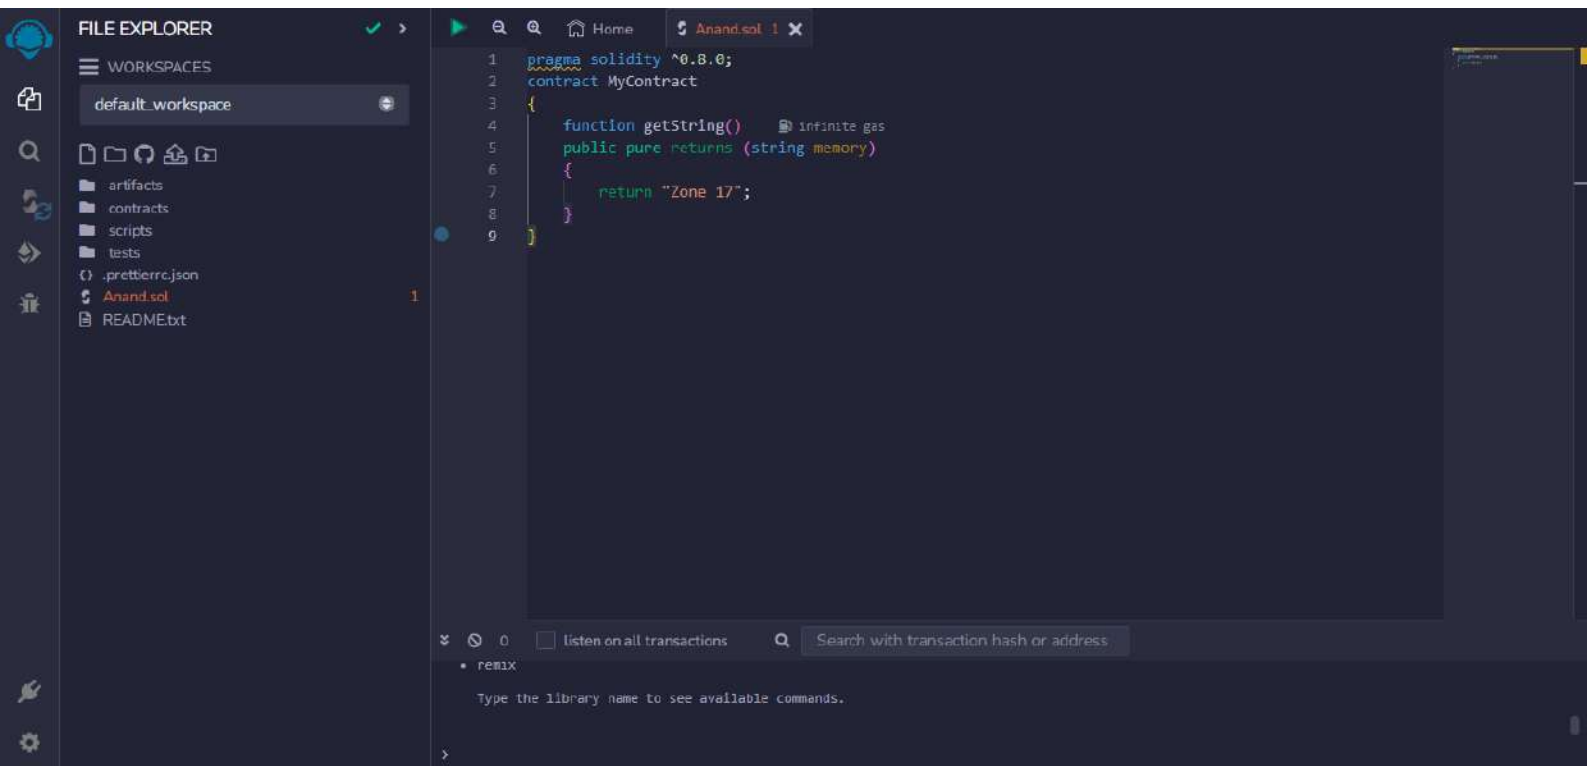 FILE EXPLORER
WORKSPACES
default_workspace
artifacts
contracts
scripts
tests
{} .prettierrc.json
Anand.sol 1
README.txt
Home
Anand.sol 1
1 pragma solidity ^0.8.0;
2 contract MyContract
3 {
4 function getString() infinite gas
5 public pure returns (string memory)
6 {
7 return "Zone 17";
8 }
9 }
0 listen on all transactions Search with transaction hash or address
• remix
Type the library name to see available commands.
>